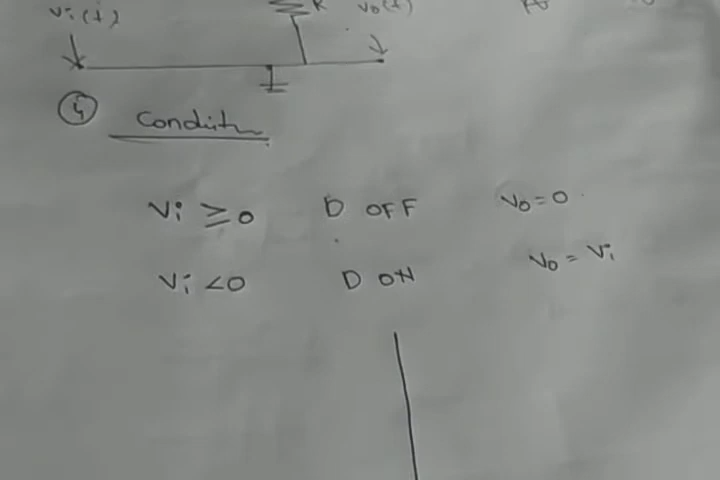 Vi(t) R Vo(t)
4 Condition
Vi ≥ 0 D OFF Vo = 0
Vi < 0 D ON Vo = Vi